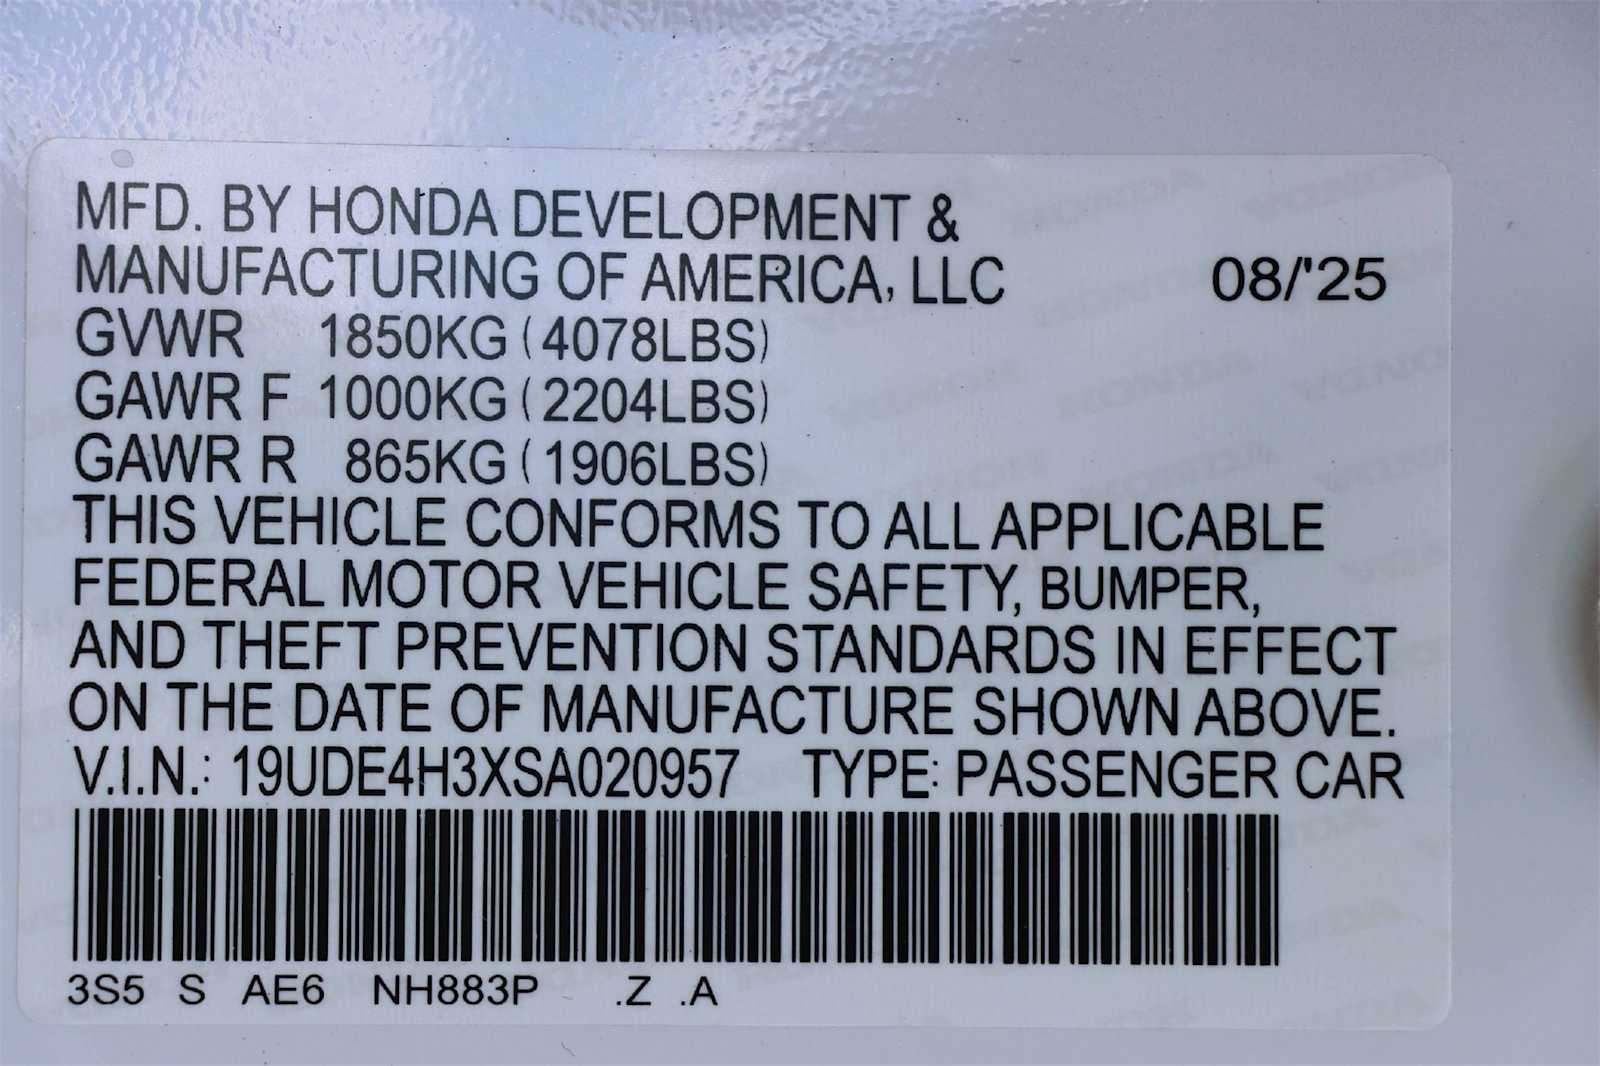 MFD. BY HONDA DEVELOPMENT &
MANUFACTURING OF AMERICA, LLC 08/'25
GVWR 1850KG (4078LBS)
GAWR F 1000KG (2204LBS)
GAWR R 865KG (1906LBS)
THIS VEHICLE CONFORMS TO ALL APPLICABLE
FEDERAL MOTOR VEHICLE SAFETY, BUMPER,
AND THEFT PREVENTION STANDARDS IN EFFECT
ON THE DATE OF MANUFACTURE SHOWN ABOVE.
V.I.N.: 19UDE4H3XSA020957 TYPE: PASSENGER CAR
3S5 S AE6 NH883P .Z .A